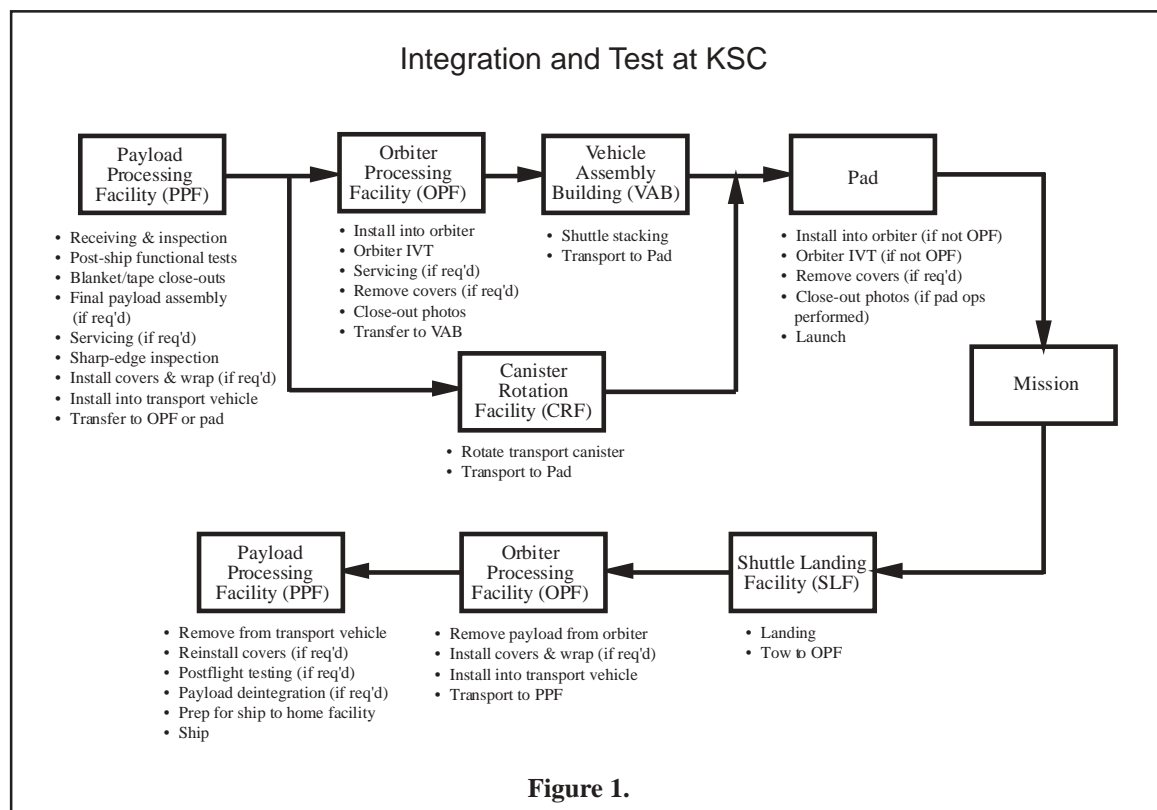 Integration and Test at KSC
Payload
Processing
Facility (PPF)
• Receiving & inspection
• Post-ship functional tests
• Blanket/tape close-outs
• Final payload assembly
(if req'd)
• Servicing (if req'd)
• Sharp-edge inspection
• Install covers & wrap (if req'd)
• Install into transport vehicle
• Transfer to OPF or pad
Orbiter
Processing
Facility (OPF)
• Install into orbiter
• Orbiter IVT
• Servicing (if req'd)
• Remove covers (if req'd)
• Close-out photos
• Transfer to VAB
Vehicle
Assembly
Building (VAB)
• Shuttle stacking
• Transport to Pad
Canister
Rotation
Facility (CRF)
• Rotate transport canister
• Transport to Pad
Pad
• Install into orbiter (if not OPF)
• Orbiter IVT (if not OPF)
• Remove covers (if req'd)
• Close-out photos (if pad ops
performed)
• Launch
Mission
Shuttle Landing
Facility (SLF)
• Landing
• Tow to OPF
Orbiter
Processing
Facility (OPF)
• Remove payload from orbiter
• Install covers & wrap (if req'd)
• Install into transport vehicle
• Transport to PPF
Payload
Processing
Facility (PPF)
• Remove from transport vehicle
• Reinstall covers (if req'd)
• Postflight testing (if req'd)
• Payload deintegration (if req'd)
• Prep for ship to home facility
• Ship
Figure 1.